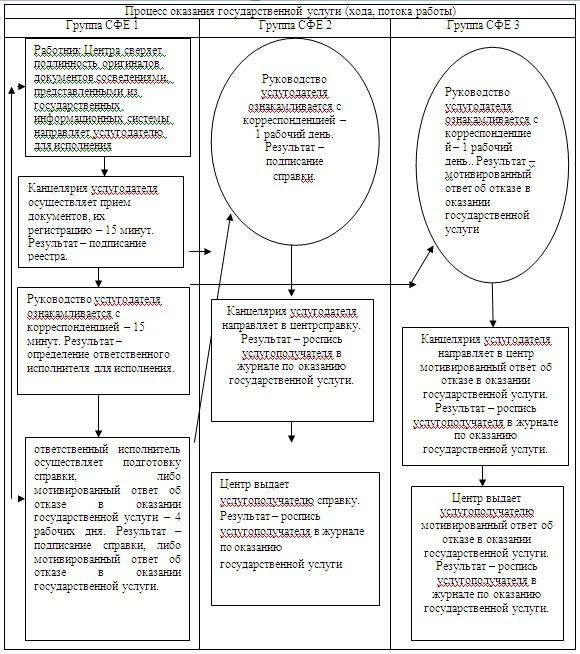 Процесс оказания государственной услуги (хода, потока работы)
Группа СФЕ 1
Группа СФЕ 2
Группа СФЕ 3
Работник Центра сверяет
подлинность оригиналов
документов сосведениями,
представленными из
государственных
информационных системы
направляет услугодателю
для исполнения
Канцелярия услугодателя
осуществляет прием
документов, их
регистрацию – 15 минут.
Результат – подписание
реестра.
Руководство услугодателя
ознакамливается с
корреспонденцией – 15
минут. Результат –
определение ответственного
исполнителя для исполнения.
ответственный исполнитель
осуществляет подготовку
справки, либо
мотивированный ответ об
отказе в оказании
государственной услуги – 4
рабочих дня. Результат –
подписание справки, либо
мотивированный ответ об
отказе в оказании
государственной услуги.
Руководство
услугодателя
ознакамливается с
корреспонденцией –
1 рабочий день.
Результат –
подписание
справки.
Канцелярия услугодателя
направляет в центрсправку.
Результат – роспись
услугополучателя в
журнале по оказанию
государственной услуги.
Центр выдает
услугополучателю справку.
Результат – роспись
услугополучателя в журнале
по оказанию
государственной услуги
Руководство
услугодателя
ознакамливается с
корреспонденцие
й – 1 рабочий
день.. Результат –
мотивированный
ответ об отказе в
оказании
государственной
услуги
Канцелярия услугодателя
направляет в центр
мотивированный ответ об
отказе в оказании
государственной услуги.
Результат – роспись
услугополучателя в журнале
по оказанию
государственной услуги.
Центр выдает
услугополучателю
мотивированный ответ об
отказе в оказании
государственной услуги.
Результат – роспись
услугополучателя в
журнале по оказанию
государственной услуги.